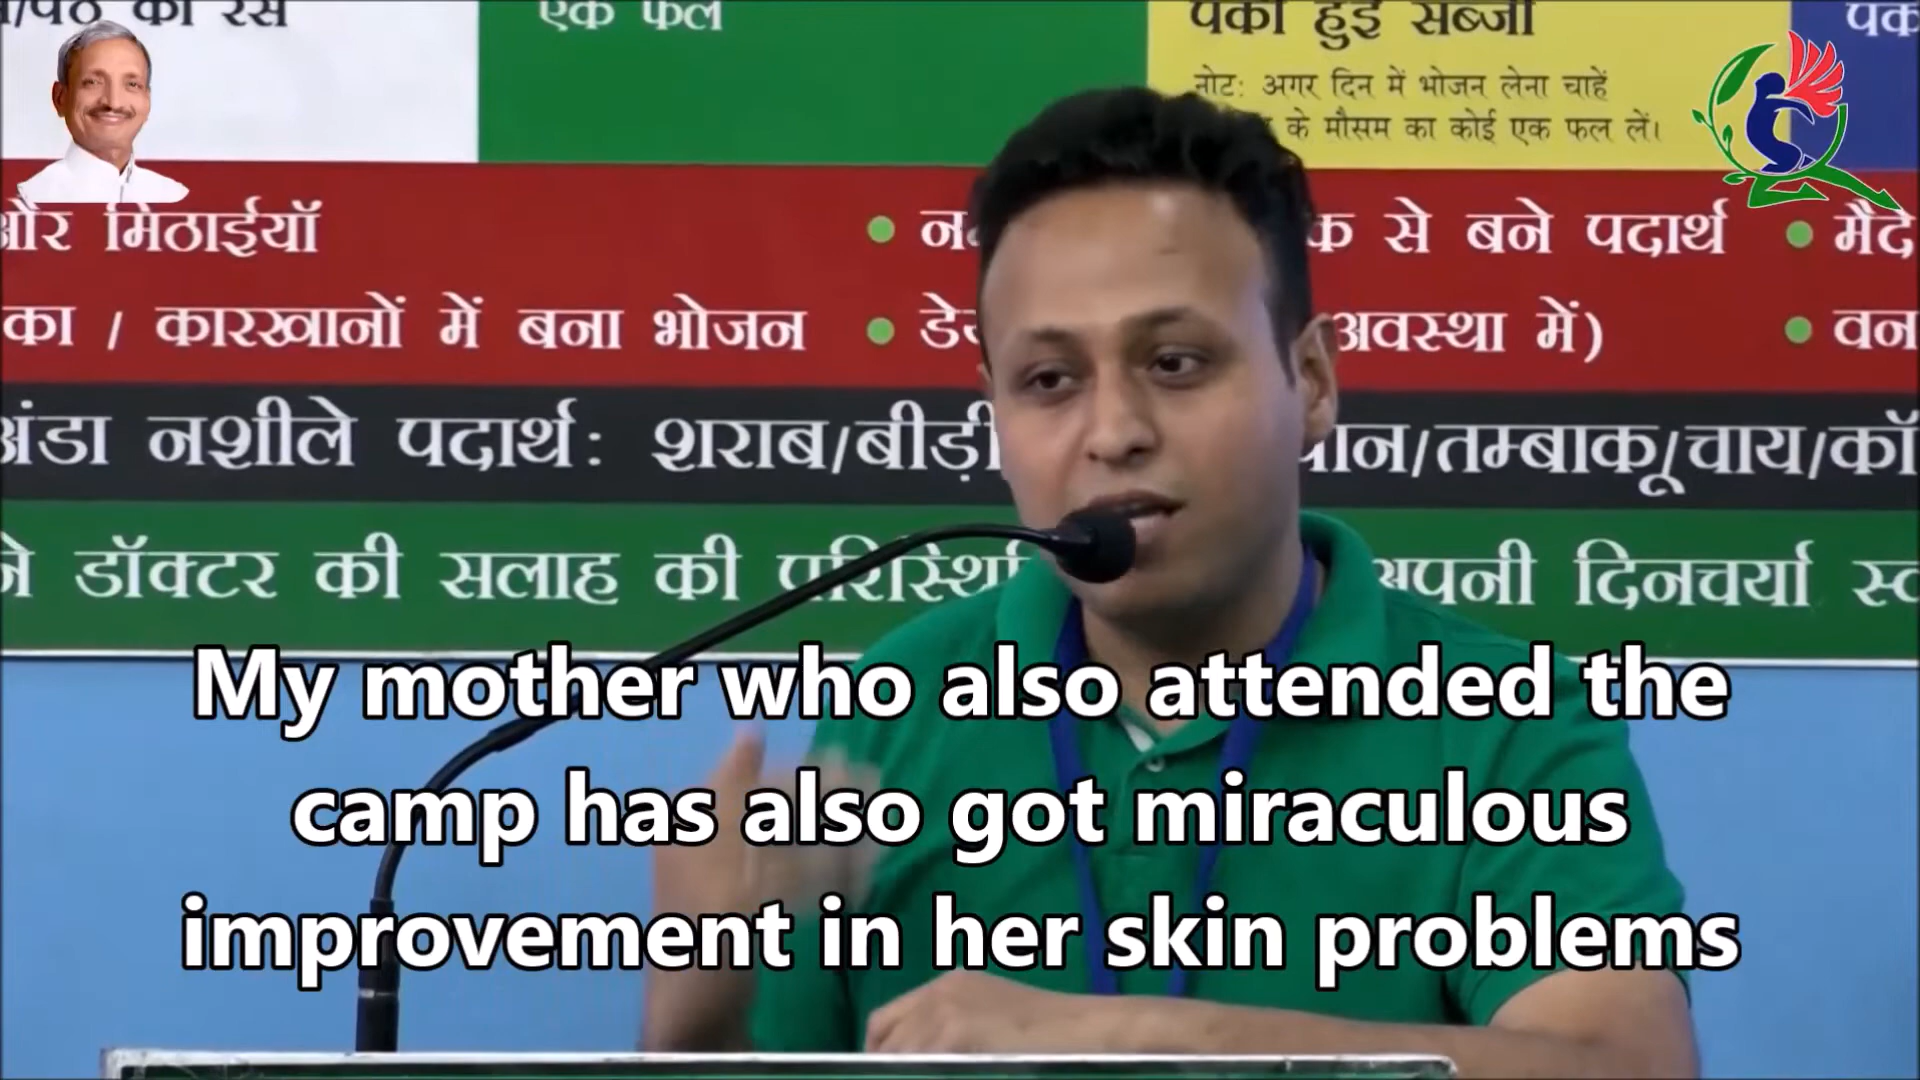 का रस
एक फल
पकी हुई सब्जी
नोट: अगर दिन में भोजन लेना चाहें
के मौसम का कोई एक फल लें।
और मिठाईयाँ
से बने पदार्थ
का / कारखानों में बना भोजन
अवस्था में)
अंडा नशीले पदार्थ: शराब/बीड़ी
/तम्बाकू/चाय/
डॉक्टर की सलाह की
अपनी दिनचर्या
My mother who also attended the
camp has also got miraculous
improvement in her skin problems